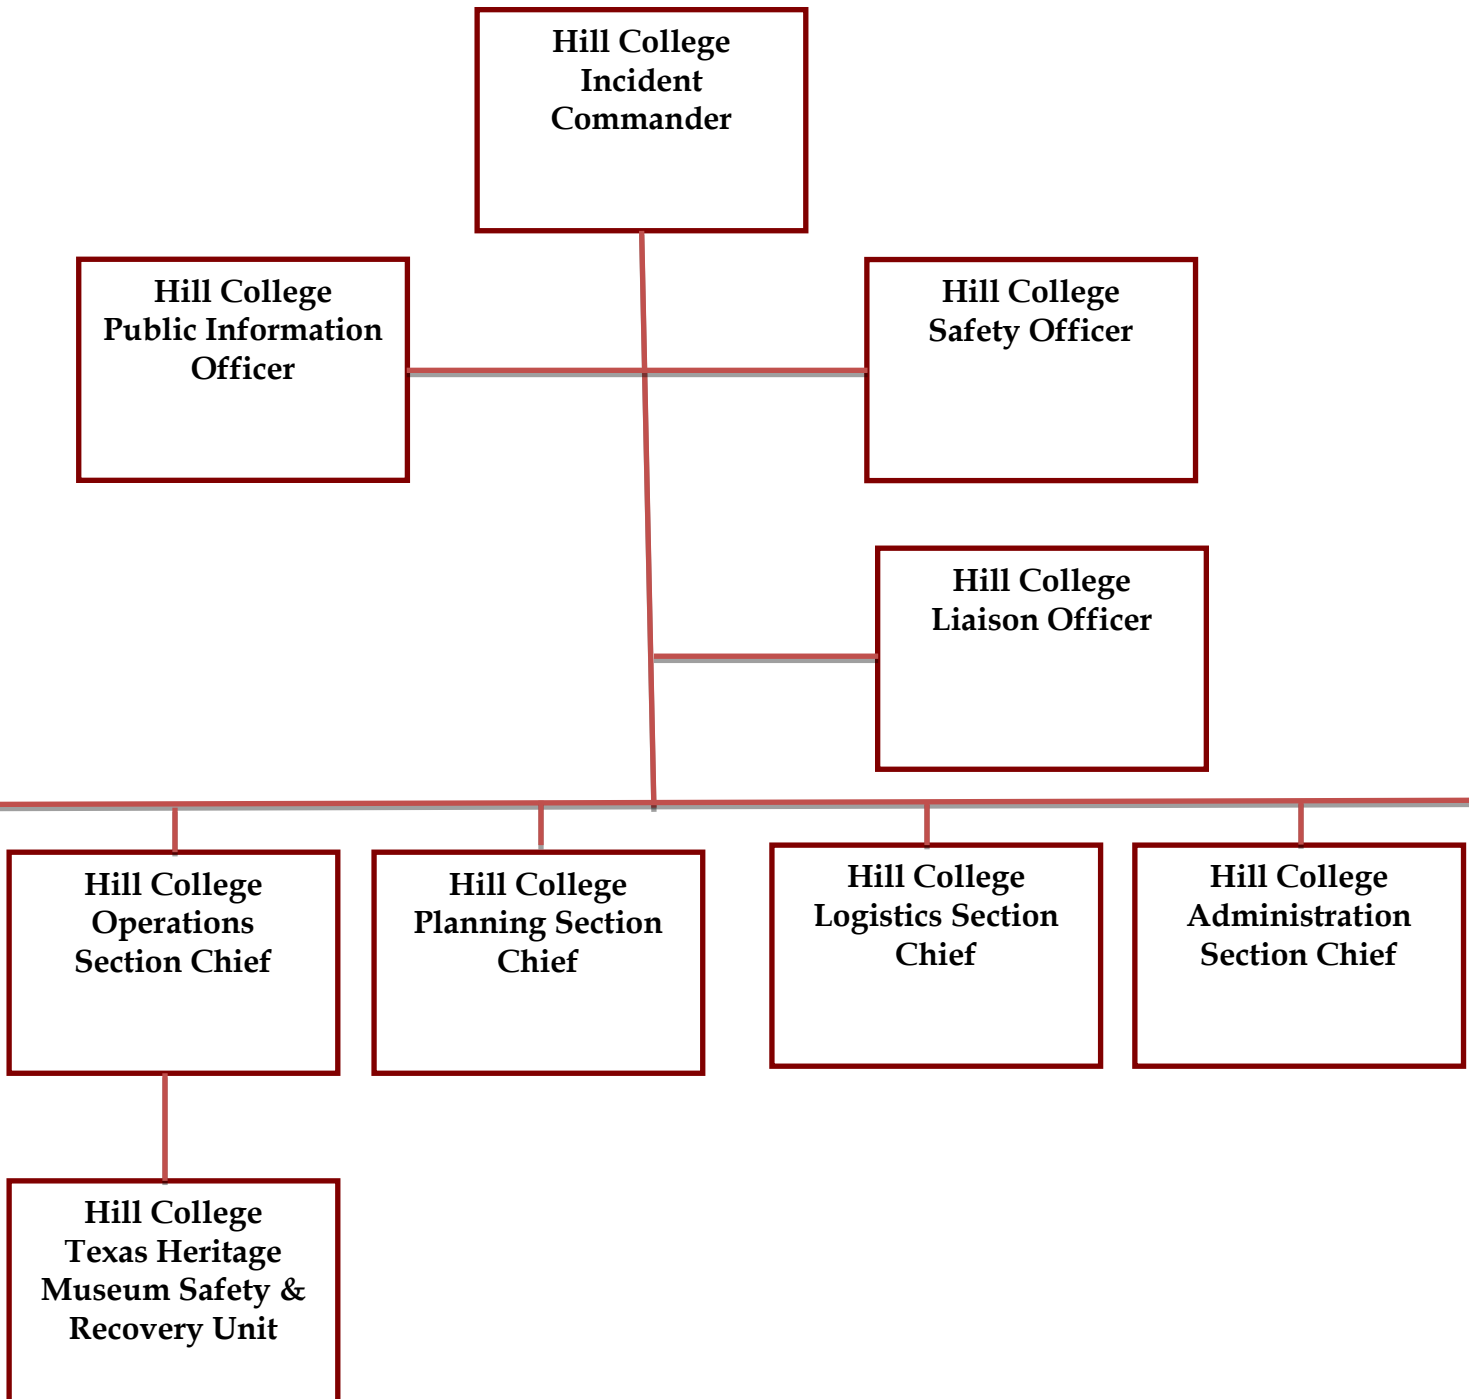 Hill College
Incident
Commander
Hill College
Public Information
Officer
Hill College
Safety Officer
Hill College
Liaison Officer
Hill College
Operations
Section Chief
Hill College
Planning Section
Chief
Hill College
Logistics Section
Chief
Hill College
Administration
Section Chief
Hill College
Texas Heritage
Museum Safety &
Recovery Unit